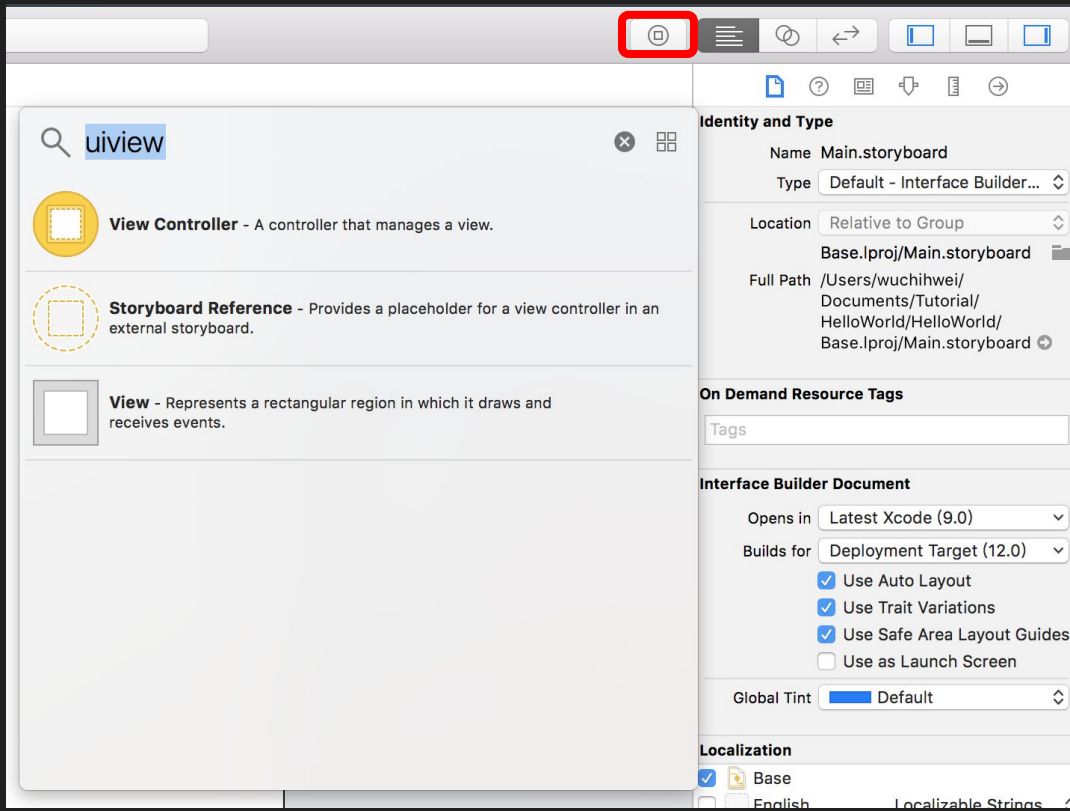 uiview
View Controller - A controller that manages a view.
Storyboard Reference - Provides a placeholder for a view controller in an
external storyboard.
View - Represents a rectangular region in which it draws and
receives events.
Identity and Type
Name Main.storyboard
Type Default - Interface Builder...
Location Relative to Group
Base.lproj/Main.storyboard
Full Path /Users/wuchihwei/
Documents/Tutorial/
HelloWorld/HelloWorld/
Base.lproj/Main.storyboard
On Demand Resource Tags
Tags
Interface Builder Document
Opens in Latest Xcode (9.0)
Builds for Deployment Target (12.0)
Use Auto Layout
Use Trait Variations
Use Safe Area Layout Guides
Use as Launch Screen
Global Tint Default
Localization
Base
English Localizable Strings